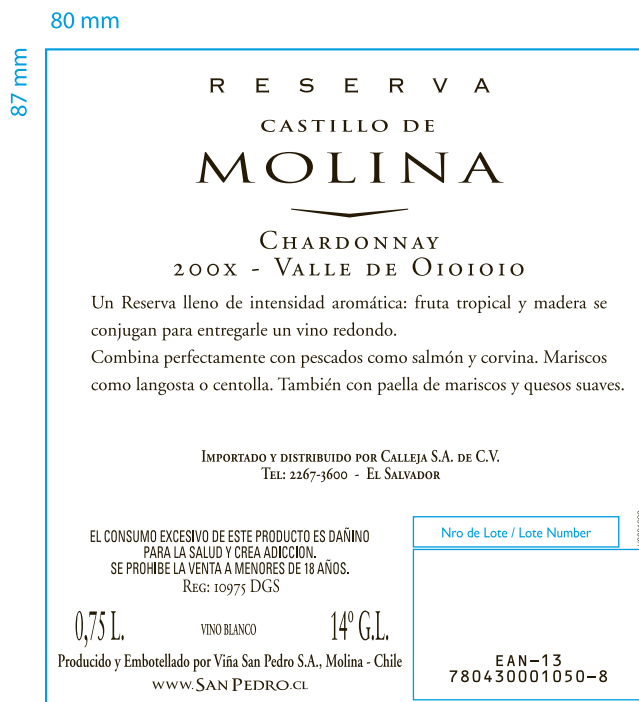 80 mm
87 mm
RESERVA
CASTILLO DE
MOLINA
CHARDONNAY
200X - VALLE DE OIOIOIO
Un Reserva lleno de intensidad aromática: fruta tropical y madera se
conjugan para entregarle un vino redondo.
Combina perfectamente con pescados como salmón y corvina. Mariscos
como langosta o centolla. También con paella de mariscos y quesos suaves.
IMPORTADO Y DISTRIBUIDO POR CALLEJA S.A. DE C.V.
TEL: 2267-3600 - EL SALVADOR
EL CONSUMO EXCESIVO DE ESTE PRODUCTO ES DAÑINO
PARA LA SALUD Y CREA ADICCION.
SE PROHIBE LA VENTA A MENORES DE 18 AÑOS.
REG: 10975 DGS
0,75 L.
VINO BLANCO
14º G.L.
Producido y Embotellado por Viña San Pedro S.A., Molina - Chile
WWW.SAN PEDRO.CL
Nro de Lote / Lote Number
EAN-13
780430001050-8